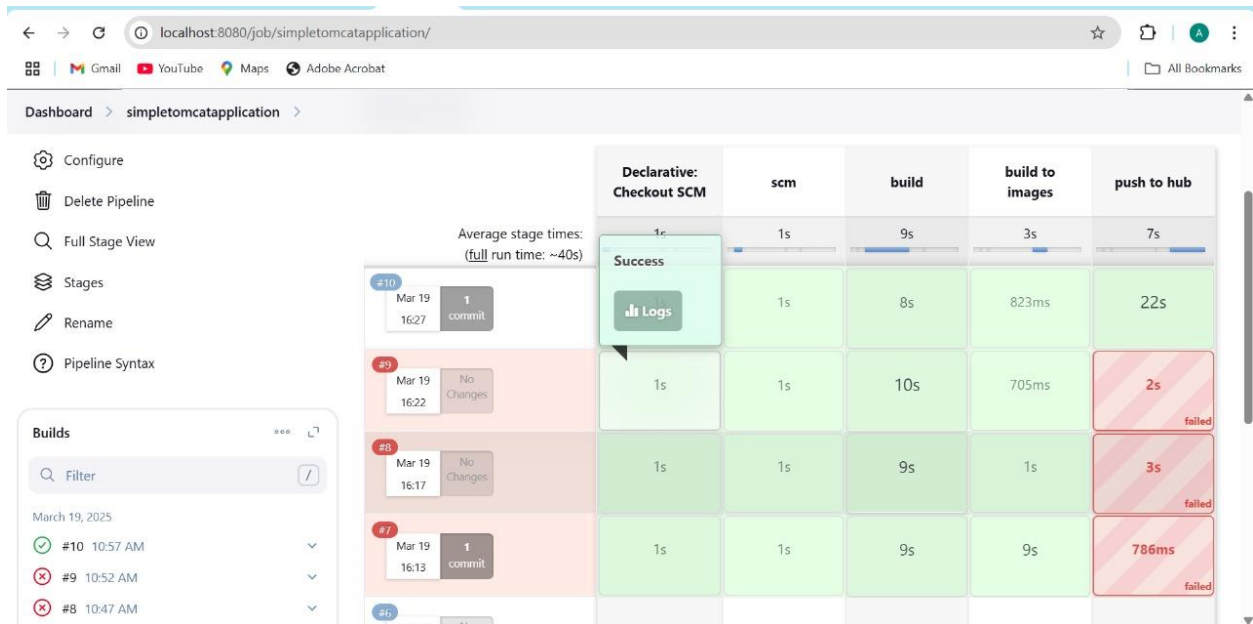 localhost:8080/job/simpletomcatapplication/
A
Gmail YouTube Maps Adobe Acrobat All Bookmarks
Dashboard > simpletomcatapplication >
Configure
Delete Pipeline
Full Stage View
Stages
Rename
Pipeline Syntax
Builds
Filter /
March 19, 2025
#10 10:57 AM
#9 10:52 AM
#8 10:47 AM
Declarative:
Checkout SCM
scm
build
build to
images
push to hub
Average stage times:
(full run time: ~40s)
1s 1s 9s 3s 7s
Success
Logs
#10
Mar 19
16:27
1
commit
1s 8s 823ms 22s
#9
Mar 19
16:22
No
Changes
1s 1s 10s 705ms 2s
failed
#8
Mar 19
16:17
No
Changes
1s 1s 9s 1s 3s
failed
#7
Mar 19
16:13
1
commit
1s 1s 9s 9s 786ms
failed
#6